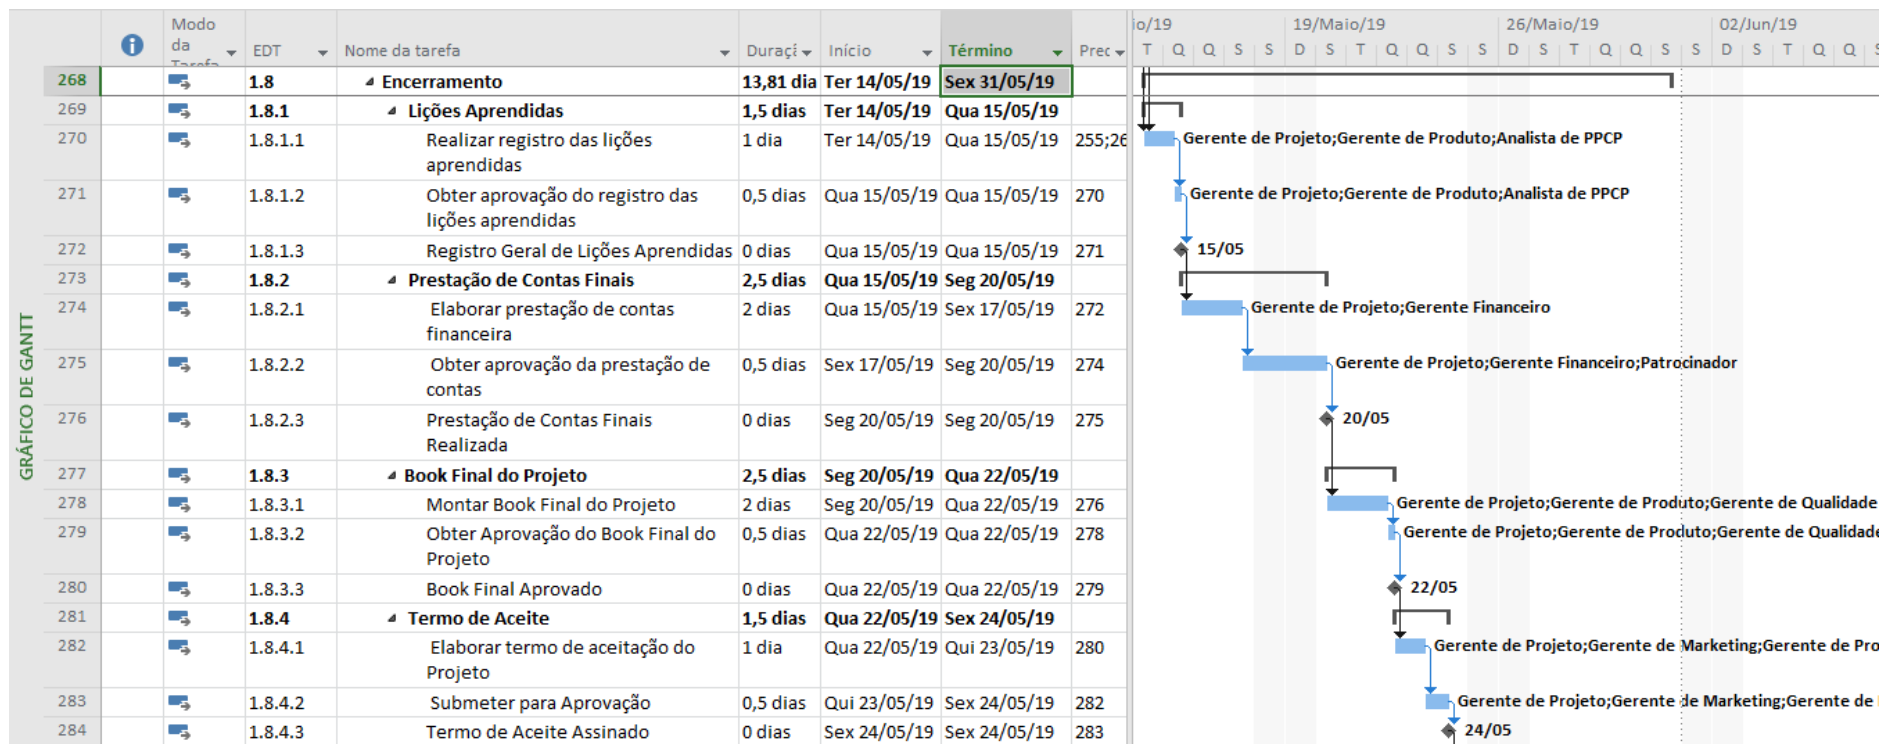 GRÁFICO DE GANTT
Modo da Tarefa EDT Nome da tarefa Duraçã Início Término Prec
io/19 19/Maio/19 26/Maio/19 02/Jun/19
T Q Q S S D S T Q Q S S D S T Q Q S S D S T Q Q S
268 1.8 Encerramento 13,81 dia Ter 14/05/19 Sex 31/05/19
269 1.8.1 Lições Aprendidas 1,5 dias Ter 14/05/19 Qua 15/05/19
270 1.8.1.1 Realizar registro das lições aprendidas 1 dia Ter 14/05/19 Qua 15/05/19 255;26 Gerente de Projeto;Gerente de Produto;Analista de PPCP
271 1.8.1.2 Obter aprovação do registro das lições aprendidas 0,5 dias Qua 15/05/19 Qua 15/05/19 270 Gerente de Projeto;Gerente de Produto;Analista de PPCP
272 1.8.1.3 Registro Geral de Lições Aprendidas 0 dias Qua 15/05/19 Qua 15/05/19 271 15/05
273 1.8.2 Prestação de Contas Finais 2,5 dias Qua 15/05/19 Seg 20/05/19
274 1.8.2.1 Elaborar prestação de contas financeira 2 dias Qua 15/05/19 Sex 17/05/19 272 Gerente de Projeto;Gerente Financeiro
275 1.8.2.2 Obter aprovação da prestação de contas 0,5 dias Sex 17/05/19 Seg 20/05/19 274 Gerente de Projeto;Gerente Financeiro;Patrocinador
276 1.8.2.3 Prestação de Contas Finais Realizada 0 dias Seg 20/05/19 Seg 20/05/19 275 20/05
277 1.8.3 Book Final do Projeto 2,5 dias Seg 20/05/19 Qua 22/05/19
278 1.8.3.1 Montar Book Final do Projeto 2 dias Seg 20/05/19 Qua 22/05/19 276 Gerente de Projeto;Gerente de Produto;Gerente de Qualidade
279 1.8.3.2 Obter Aprovação do Book Final do Projeto 0,5 dias Qua 22/05/19 Qua 22/05/19 278 Gerente de Projeto;Gerente de Produto;Gerente de Qualidade
280 1.8.3.3 Book Final Aprovado 0 dias Qua 22/05/19 Qua 22/05/19 279 22/05
281 1.8.4 Termo de Aceite 1,5 dias Qua 22/05/19 Sex 24/05/19
282 1.8.4.1 Elaborar termo de aceitação do Projeto 1 dia Qua 22/05/19 Qui 23/05/19 280 Gerente de Projeto;Gerente de Marketing;Gerente de Pro
283 1.8.4.2 Submeter para Aprovação 0,5 dias Qui 23/05/19 Sex 24/05/19 282 Gerente de Projeto;Gerente de Marketing;Gerente de
284 1.8.4.3 Termo de Aceite Assinado 0 dias Sex 24/05/19 Sex 24/05/19 283 24/05